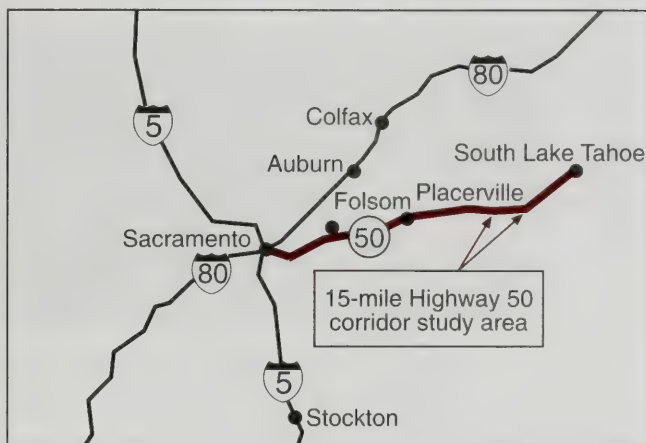 80
5
Colfax
Auburn
South Lake Tahoe
Placerville
Folsom
Sacramento
50
80
15-mile Highway 50
corridor study area
5
Stockton